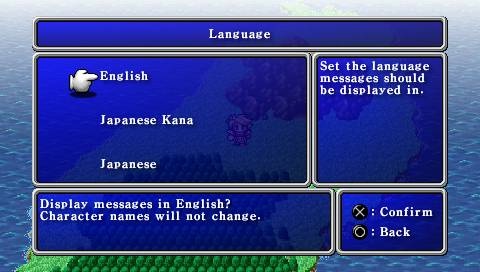 Language
English
Japanese Kana
Japanese
Set the language
messages should
be displayed in.
Display messages in English?
Character names will not change.
: Confirm
: Back